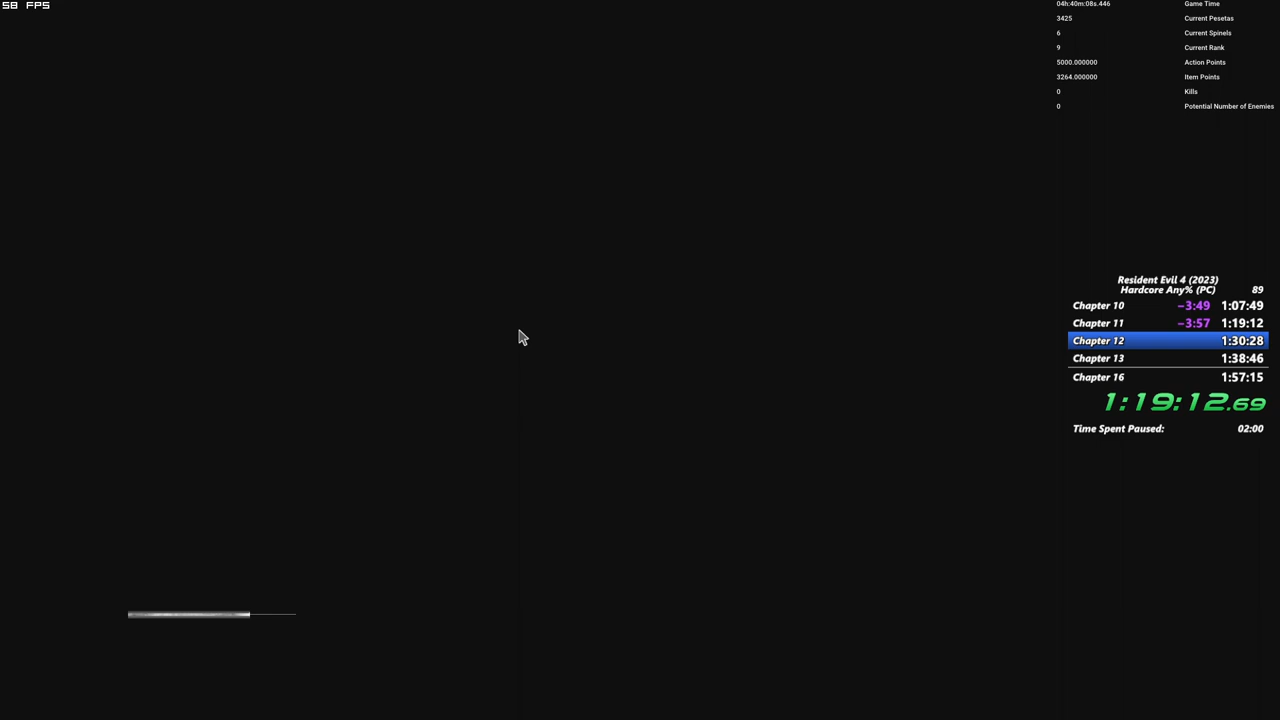 58 FPS
04h:40m:08s.446 Game Time
3425 Current Pesetas
6 Current Spinels
9 Current Rank
5000.000000 Action Points
3264.000000 Item Points
0 Kills
0 Potential Number of Enemies
Resident Evil 4 (2023)
Hardcore Any% (PC) 89
Chapter 10 −3:49 1:07:49
Chapter 11 −3:57 1:19:12
Chapter 12 1:30:28
Chapter 13 1:38:46
Chapter 16 1:57:15
1:19:12.69
Time Spent Paused: 02:00